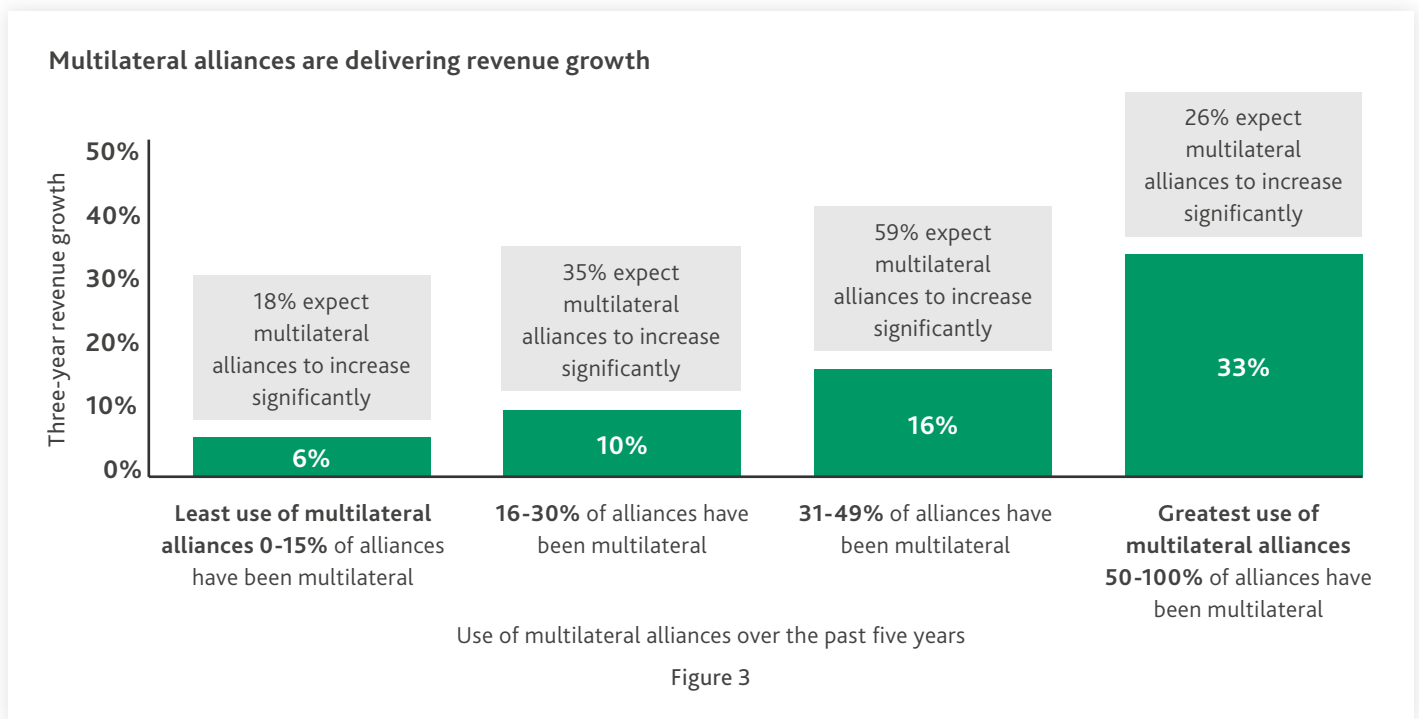 Multilateral alliances are delivering revenue growth
Three-year revenue growth
50%
40%
30%
20%
10%
0%
18% expect
multilateral
alliances to increase
significantly
6%
35% expect
multilateral
alliances to increase
significantly
10%
59% expect
multilateral
alliances to increase
significantly
16%
26% expect
multilateral
alliances to increase
significantly
33%
Least use of multilateral
alliances 0-15% of alliances
have been multilateral
16-30% of alliances have
been multilateral
31-49% of alliances have
been multilateral
Greatest use of
multilateral alliances
50-100% of alliances have
been multilateral
Use of multilateral alliances over the past five years
Figure 3